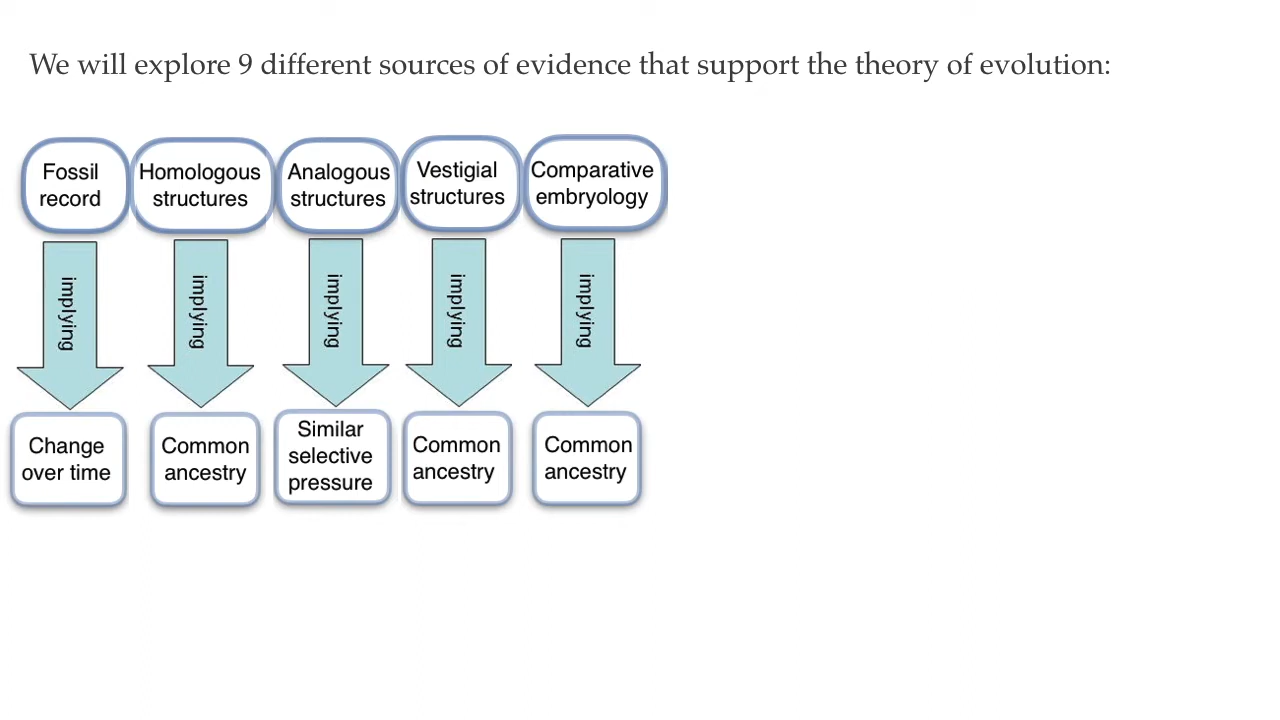 We will explore 9 different sources of evidence that support the theory of evolution:
Fossil
record
Homologous
structures
Analogous
structures
Vestigial
structures
Comparative
embryology
implying
implying
implying
implying
implying
Change
over time
Common
ancestry
Similar
selective
pressure
Common
ancestry
Common
ancestry